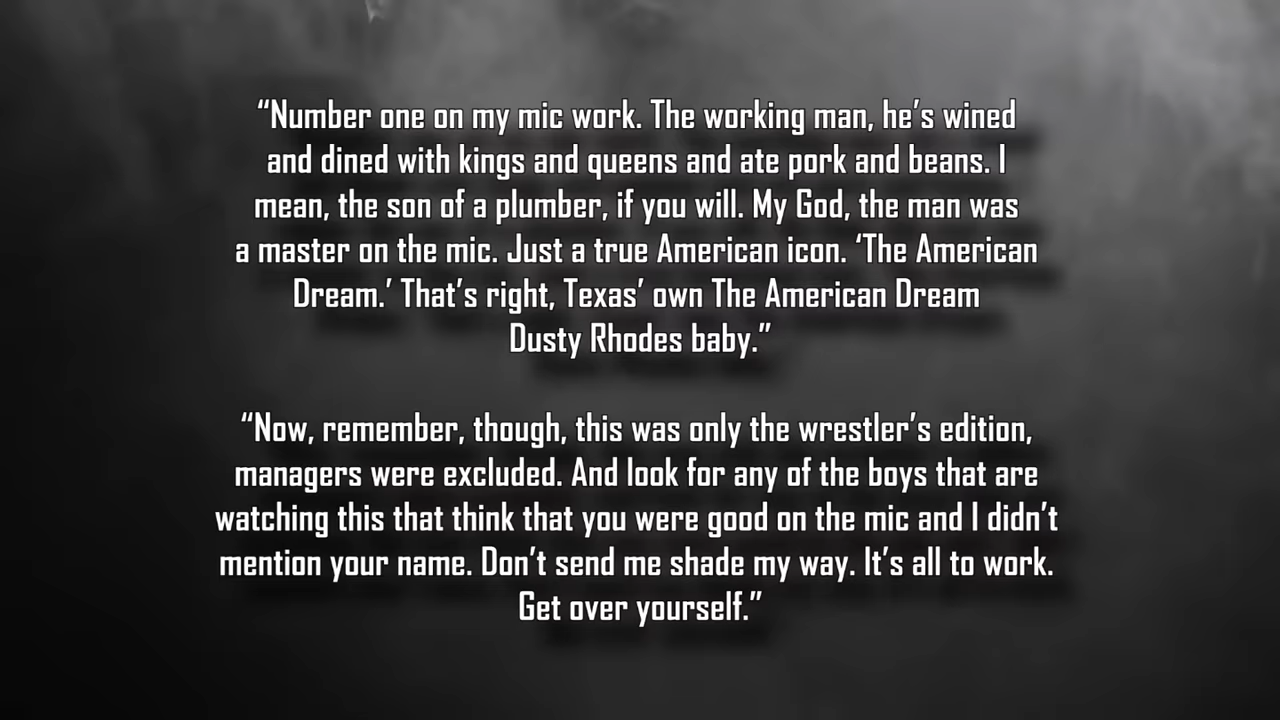 “Number one on my mic work. The working man, he’s wined
and dined with kings and queens and ate pork and beans. I
mean, the son of a plumber, if you will. My God, the man was
a master on the mic. Just a true American icon. ‘The American
Dream.’ That’s right, Texas’ own The American Dream
Dusty Rhodes baby.”
“Now, remember, though, this was only the wrestler’s edition,
managers were excluded. And look for any of the boys that are
watching this that think that you were good on the mic and I didn’t
mention your name. Don’t send me shade my way. It’s all to work.
Get over yourself.”